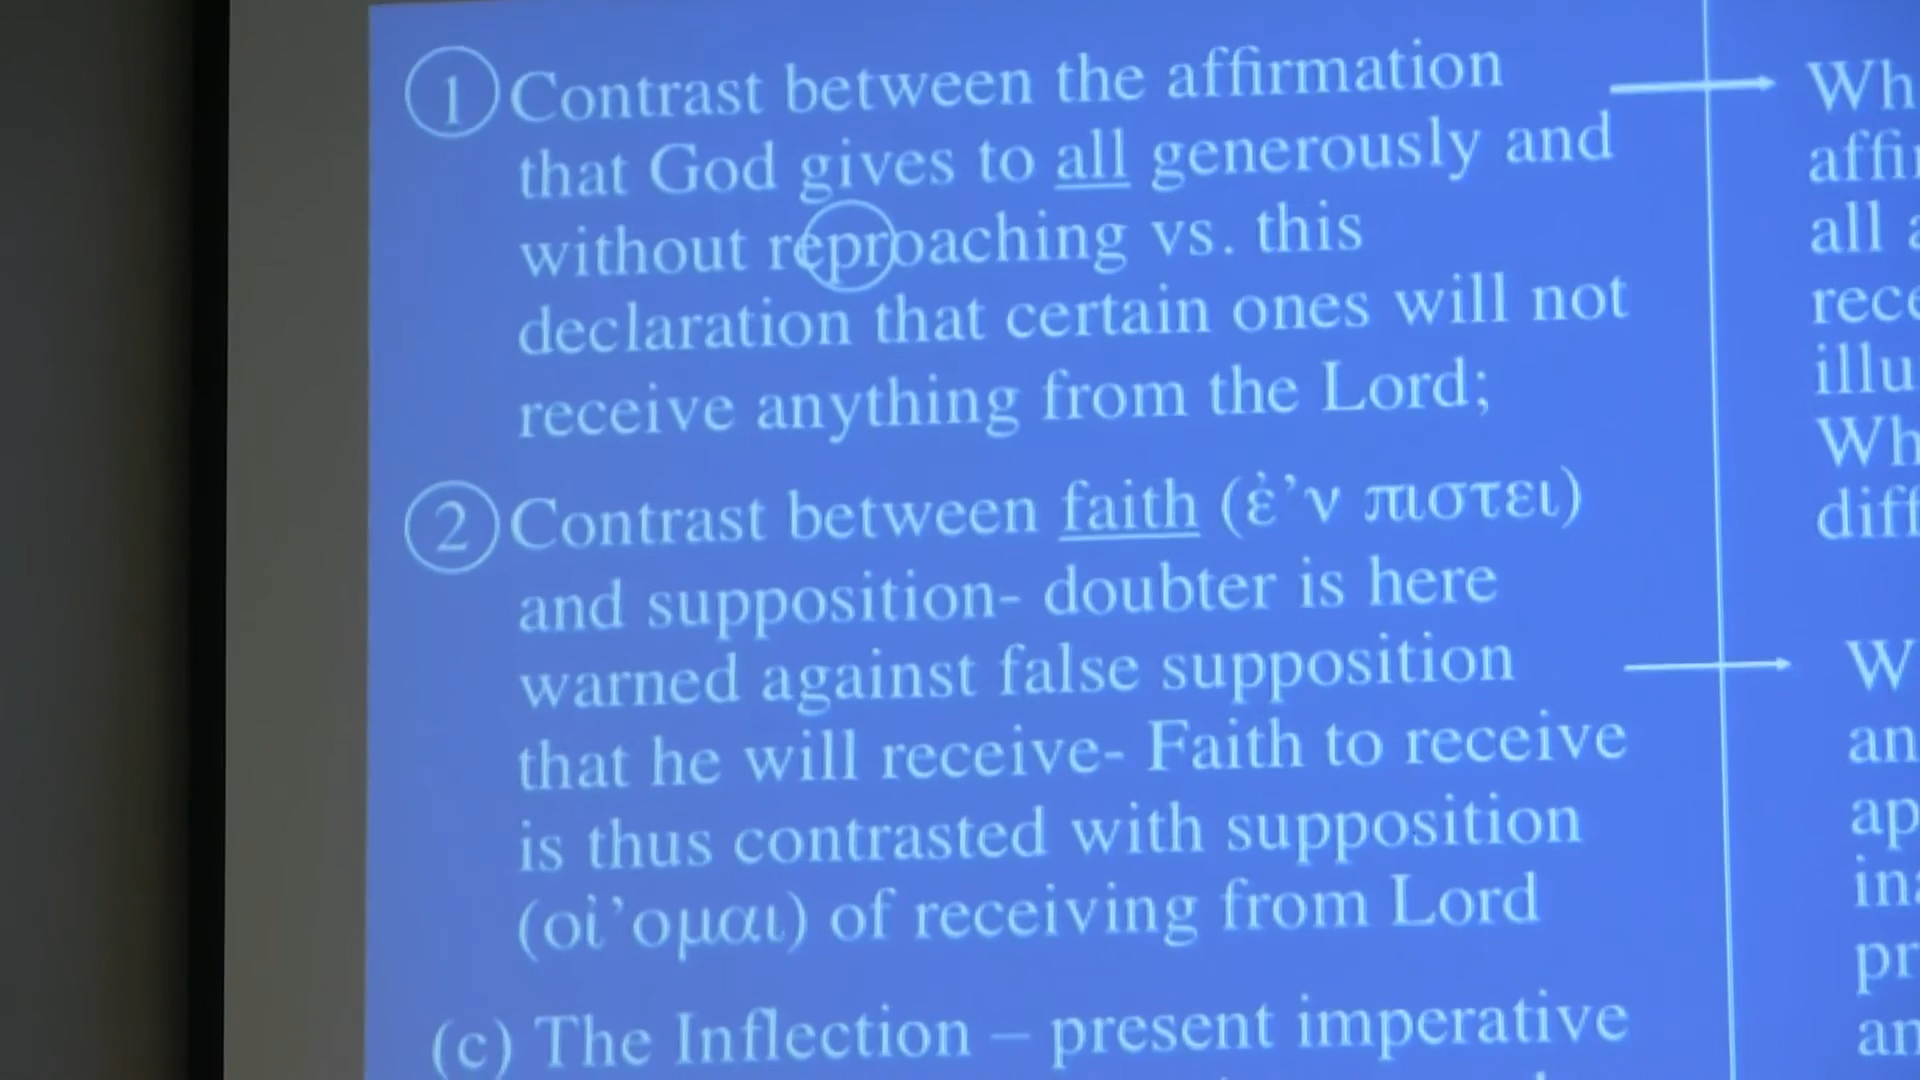 ① Contrast between the affirmation
that God gives to all generously and
without reproaching vs. this
declaration that certain ones will not
receive anything from the Lord;
② Contrast between faith (ἐ’ν πιστει)
and supposition- doubter is here
warned against false supposition
that he will receive- Faith to receive
is thus contrasted with supposition
(οἰ’ομαι) of receiving from Lord
(c) The Inflection – present imperative
Wh
affi
all a
rece
illu
Wh
diff
W
an
ap
ina
pr
an